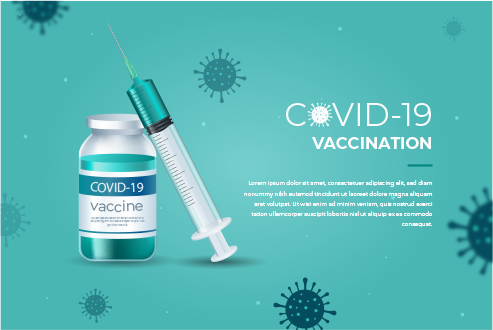 COVID-19
VACCINATION
Lorem ipsum dolor sit amet, consectetuer adipiscing elit, sed diam
nonummy nibh euismod tincidunt ut laoreet dolore magna aliquam
erat volutpat. Ut wisi enim ad minim veniam, quis nostrud exerci
tation ullamcorper suscipit lobortis nisl ut aliquip ex ea commodo
consequat.
COVID-19
vaccine